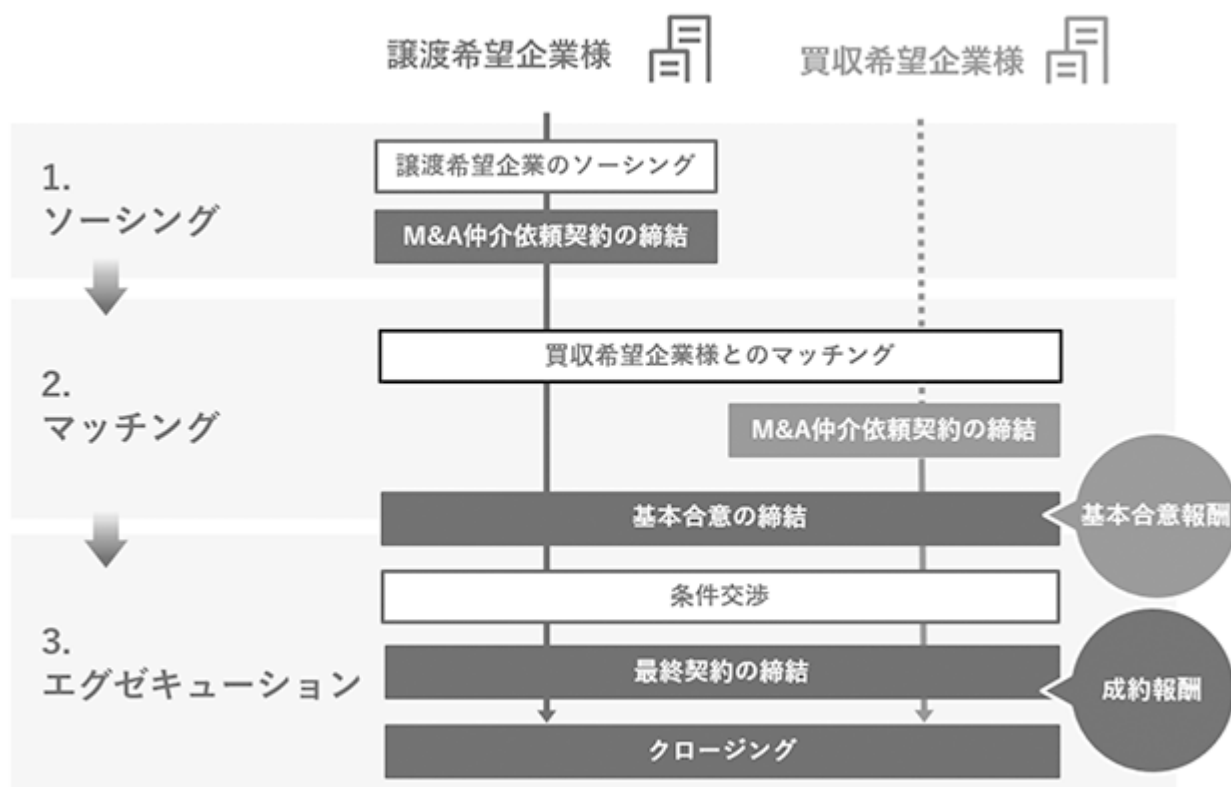 譲渡希望企業様
買収希望企業様
1.
ソーシング
譲渡希望企業のソーシング
M&A仲介依頼契約の締結
2.
マッチング
買収希望企業様とのマッチング
M&A仲介依頼契約の締結
基本合意の締結
基本合意報酬
3.
エグゼキューション
条件交渉
最終契約の締結
成約報酬
クロージング